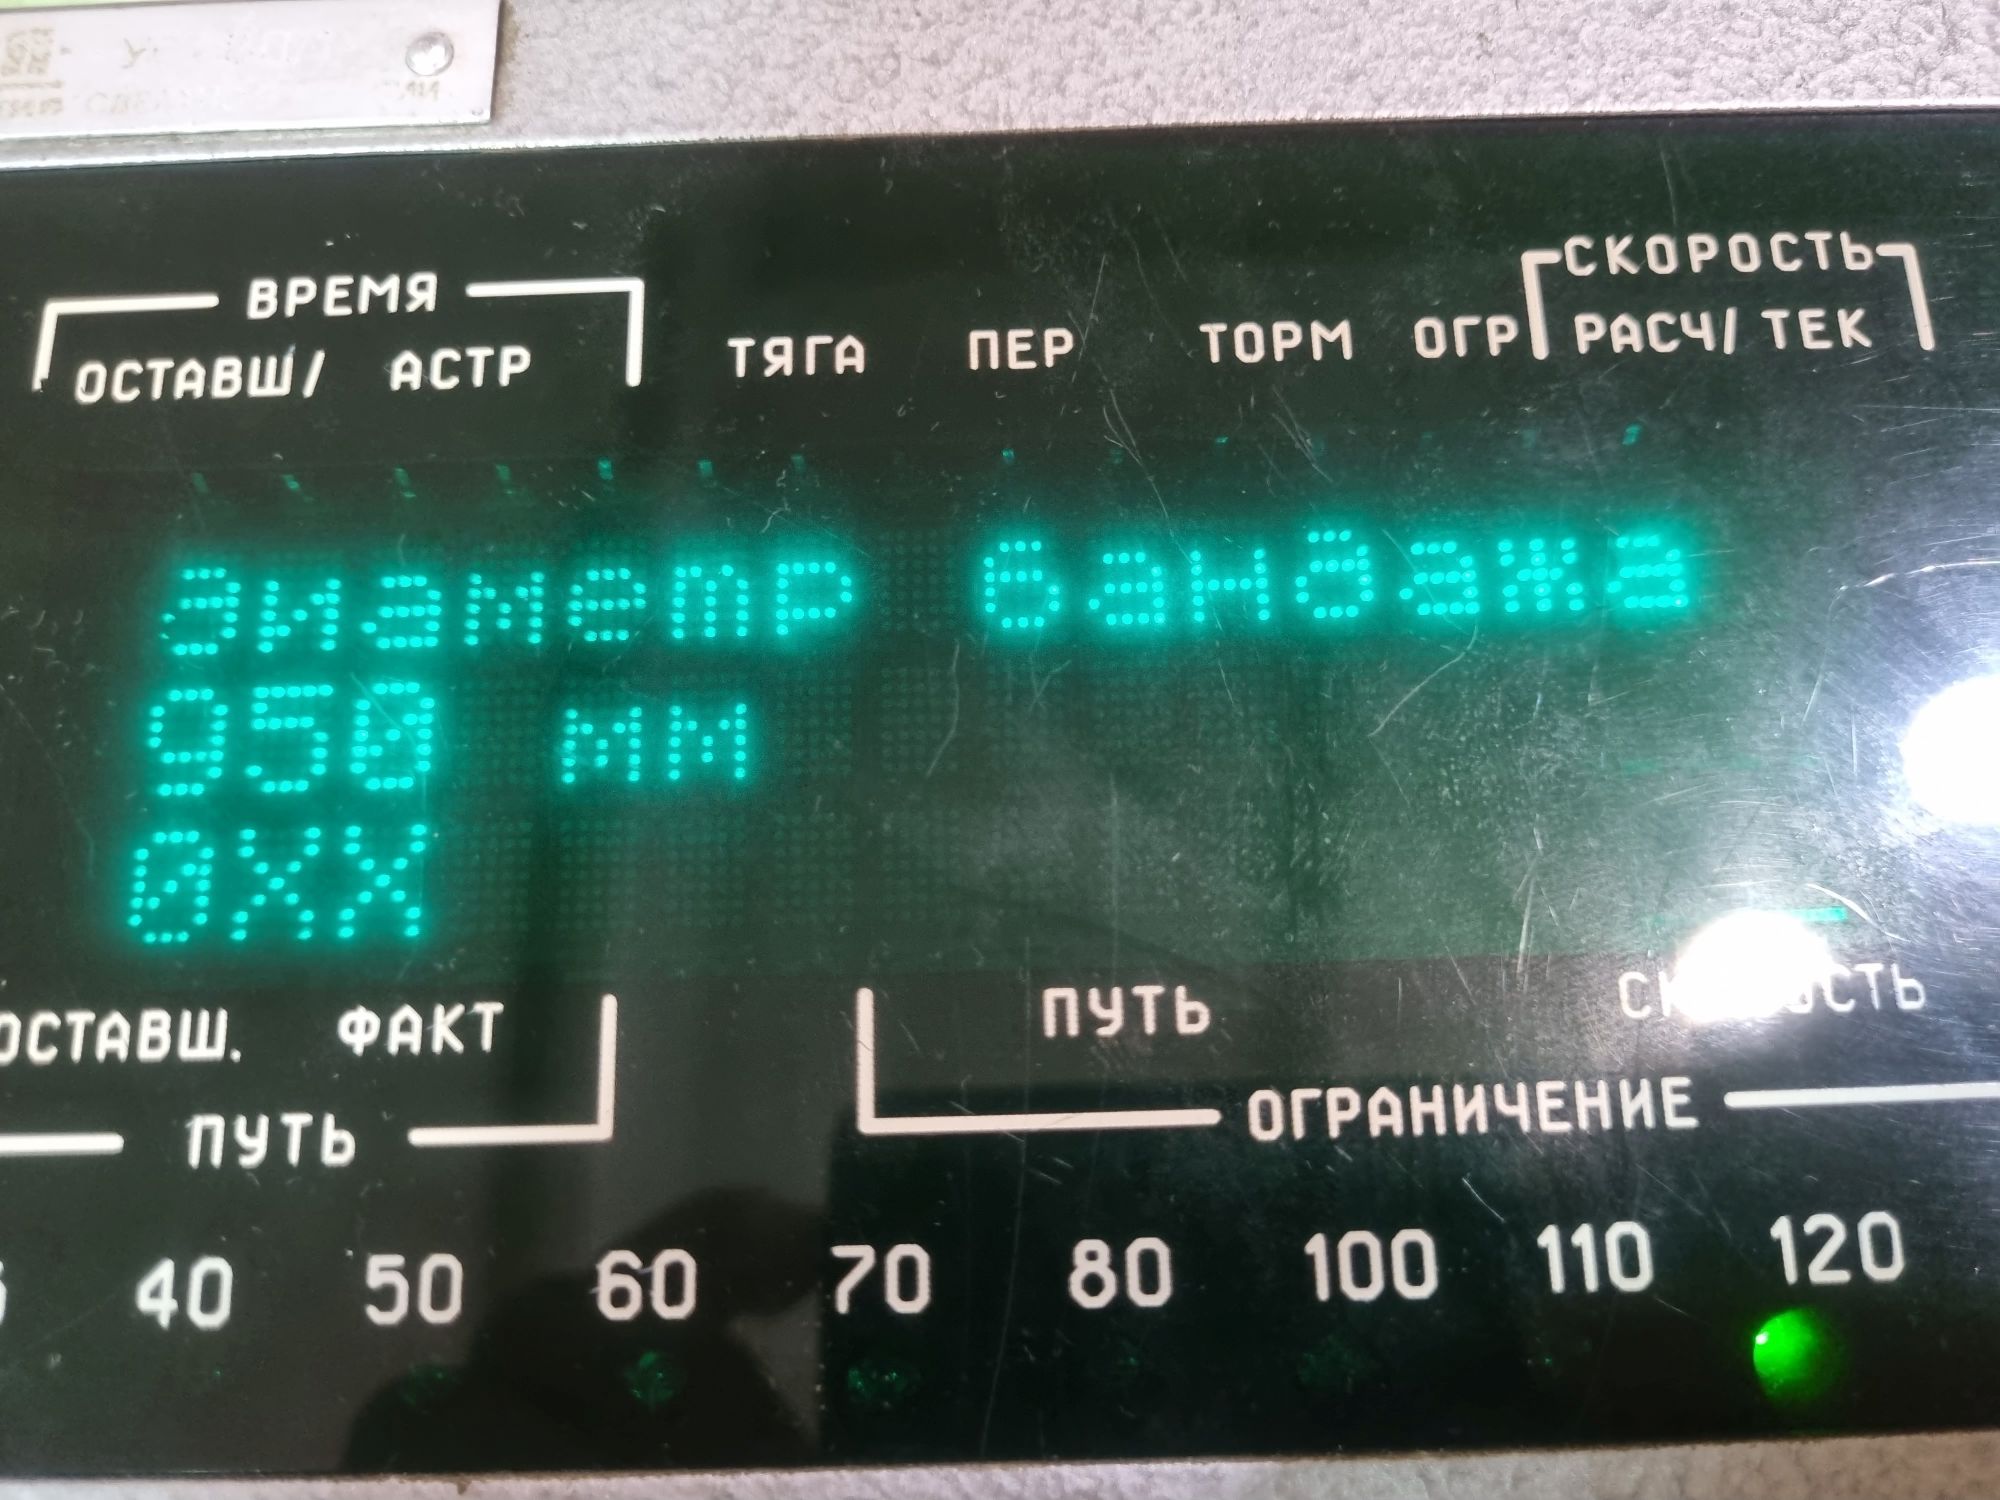 ВРЕМЯ
ОСТАВШ/ АСТР
ТЯГА ПЕР ТОРМ ОГР
СКОРОСТЬ
РАСЧ/ ТЕК
диаметр бандажа
950 мм
0XX
ОСТАВШ. ФАКТ
ПУТЬ
ПУТЬ СКОРОСТЬ
ОГРАНИЧЕНИЕ
40 50 60 70 80 100 110 120